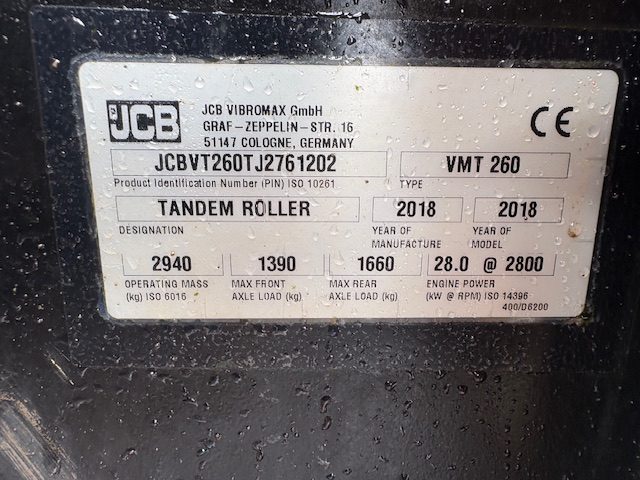 JCB
JCB VIBROMAX GmbH
GRAF-ZEPPELIN-STR. 16
51147 COLOGNE, GERMANY
CE
JCBVT260TJ2761202 VMT 260
Product Identification Number (PIN) ISO 10261 TYPE
TANDEM ROLLER 2018 2018
DESIGNATION YEAR OF MANUFACTURE YEAR OF MODEL
2940 1390 1660 28.0 @ 2800
OPERATING MASS (kg) ISO 6016 MAX FRONT AXLE LOAD (kg) MAX REAR AXLE LOAD (kg) ENGINE POWER (kW @ RPM) ISO 14396
400/D6200